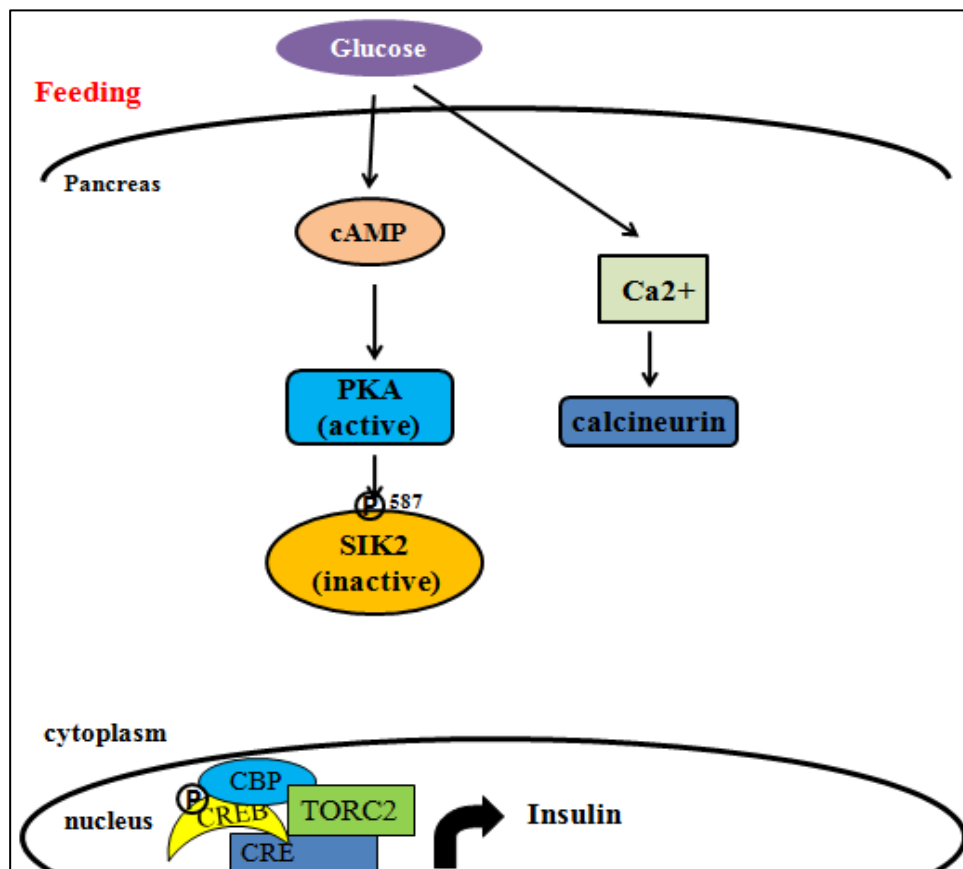 Glucose
Feeding
Pancreas
cAMP
Ca2+
PKA
(active)
calcineurin
P 587
SIK2
(inactive)
cytoplasm
CBP
P
CREB
TORC2
nucleus
Insulin
CRE